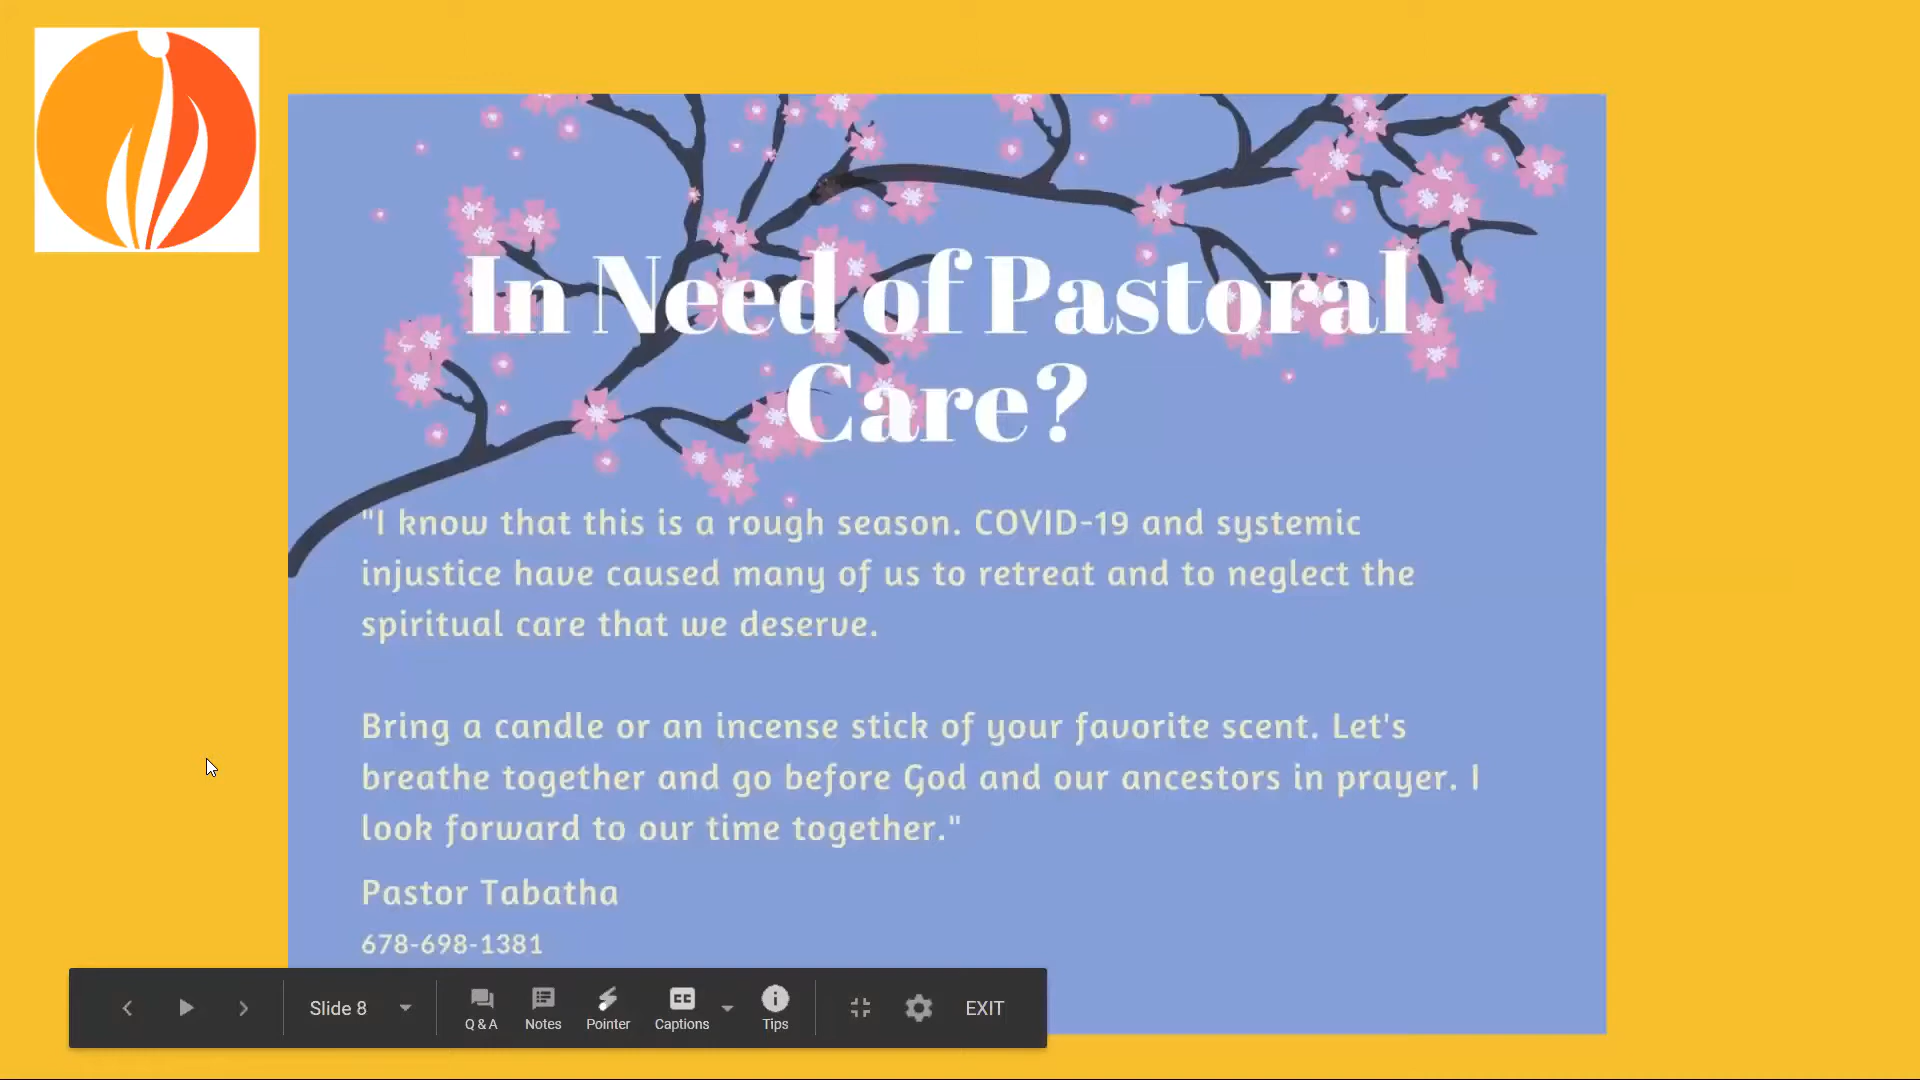 In Need of Pastoral
Care?
"I know that this is a rough season. COVID-19 and systemic
injustice have caused many of us to retreat and to neglect the
spiritual care that we deserve.
Bring a candle or an incense stick of your favorite scent. Let's
breathe together and go before God and our ancestors in prayer. I
look forward to our time together."
Pastor Tabatha
678-698-1381
Slide 8
Q & A
Notes
Pointer
Captions
Tips
EXIT